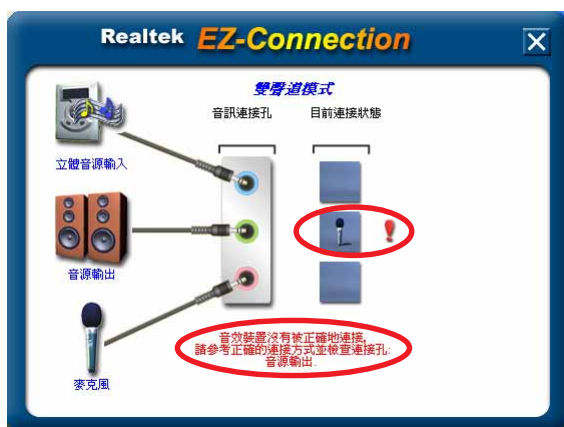 Realtek EZ-Connection
雙聲道模式
音訊連接孔 目前連接狀態
立體音源輸入
音源輸出
麥克風
音效裝置沒有被正確地連接,
請參考正確的連接方式並檢查連接孔:
音源輸出.